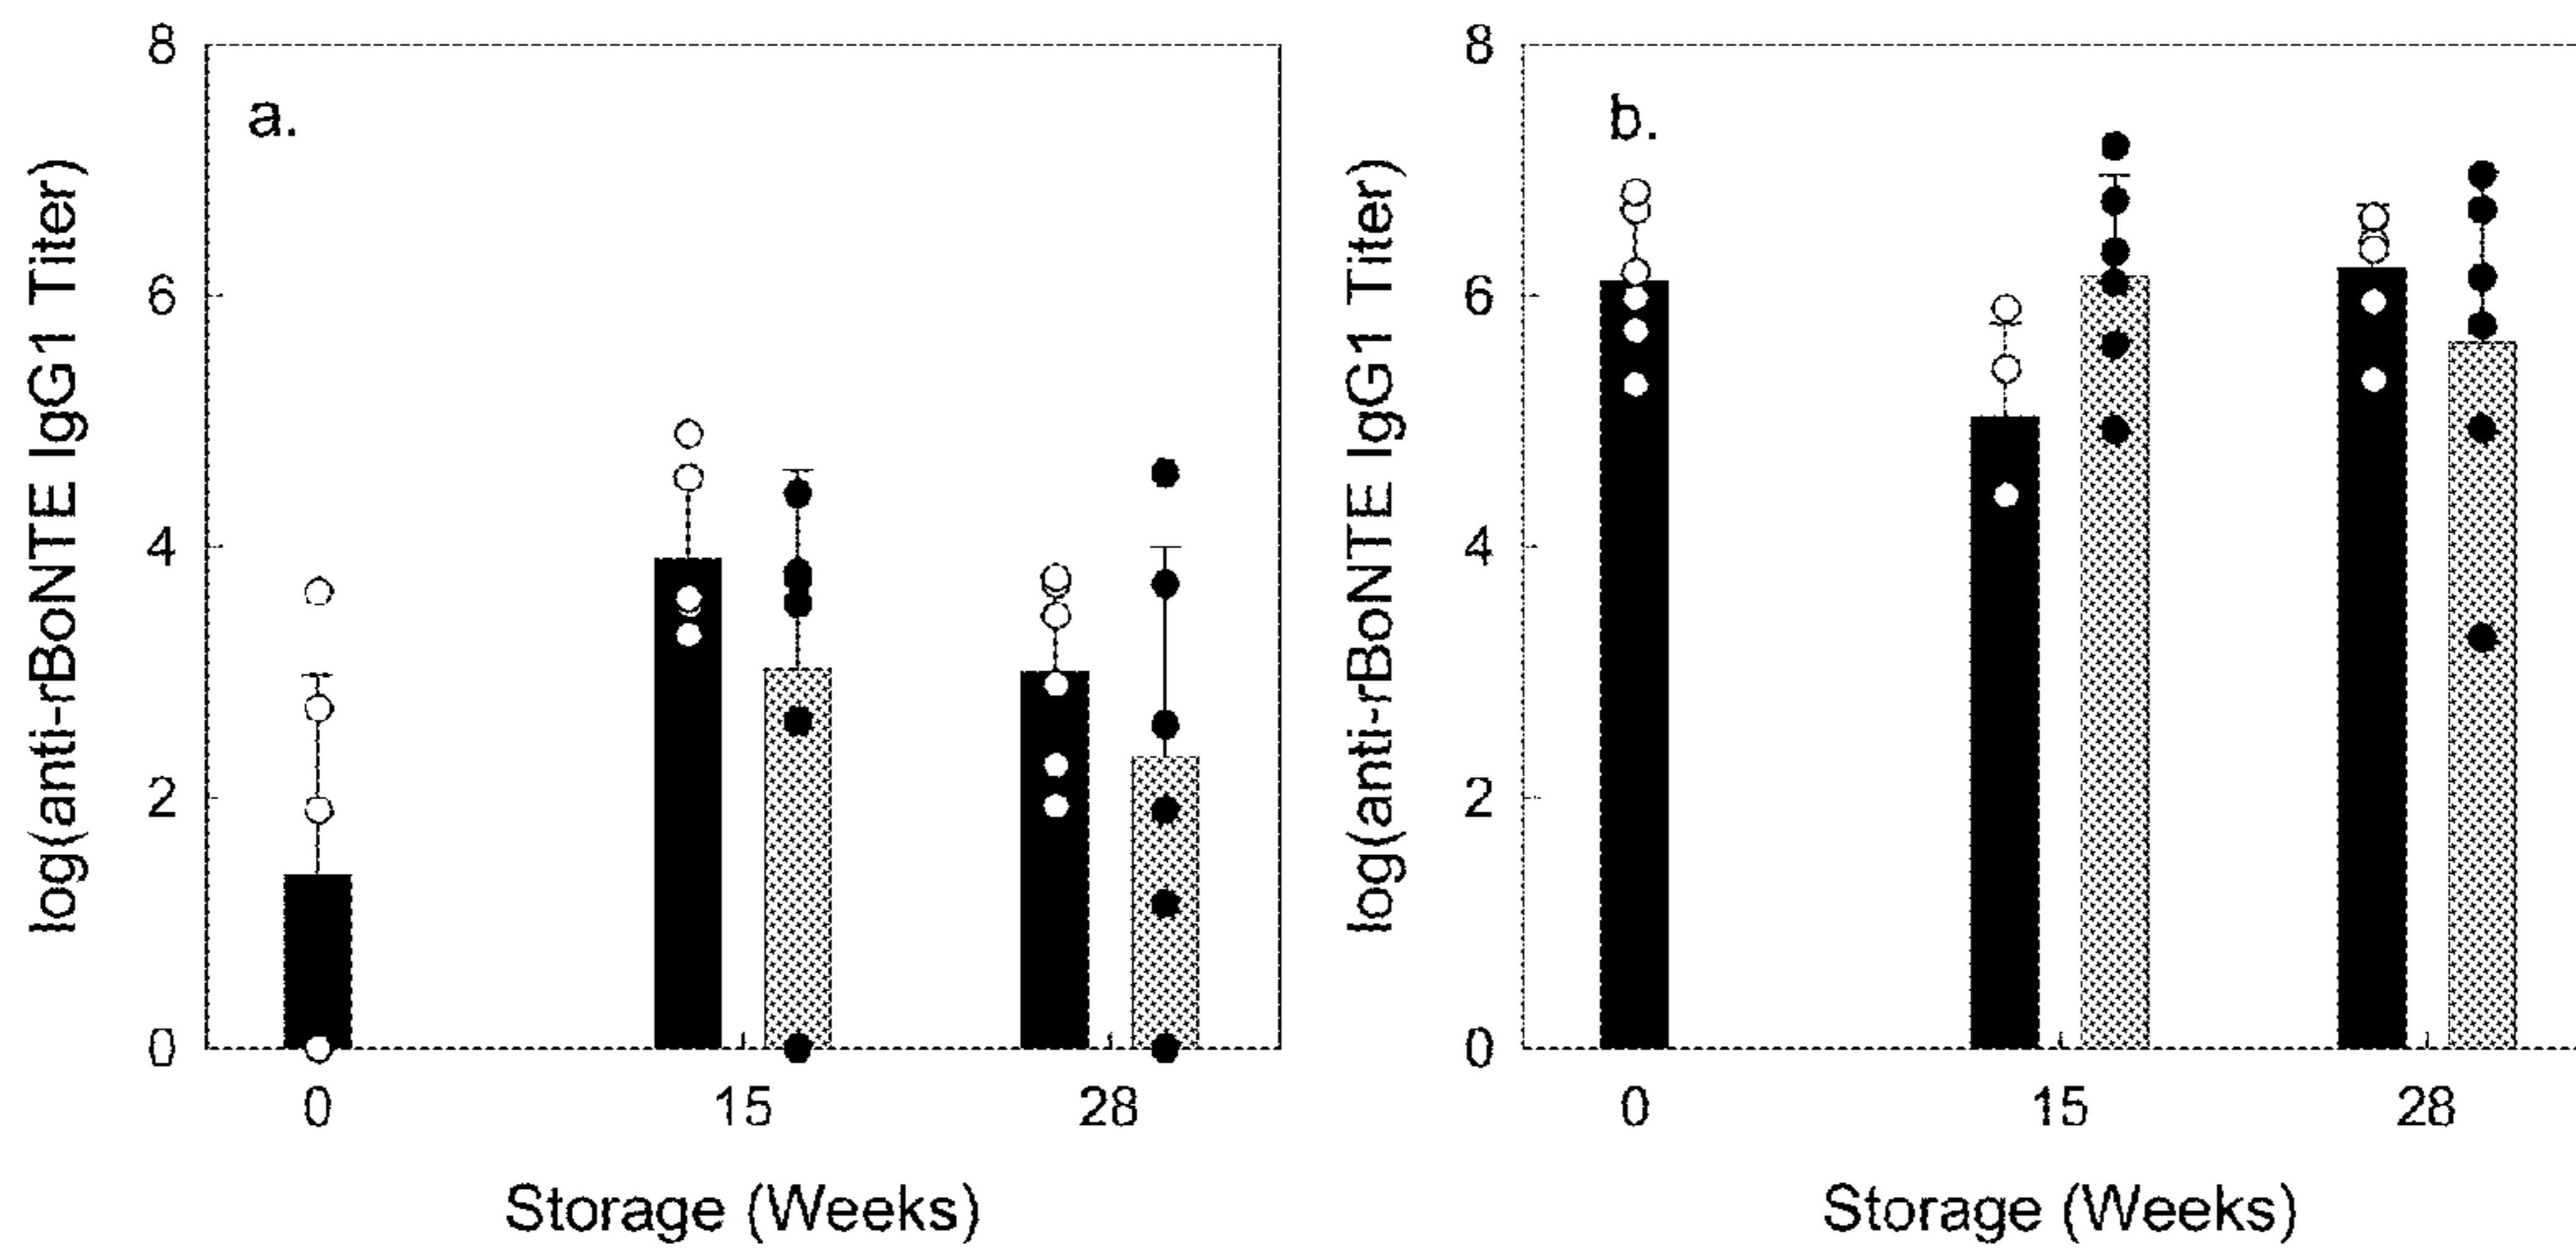 a.
log(anti-rBoNTE IgG1 Titer)
8
6
4
2
0
0 15 28
Storage (Weeks)
b.
log(anti-rBoNTE IgG1 Titer)
8
6
4
2
0
0 15 28
Storage (Weeks)